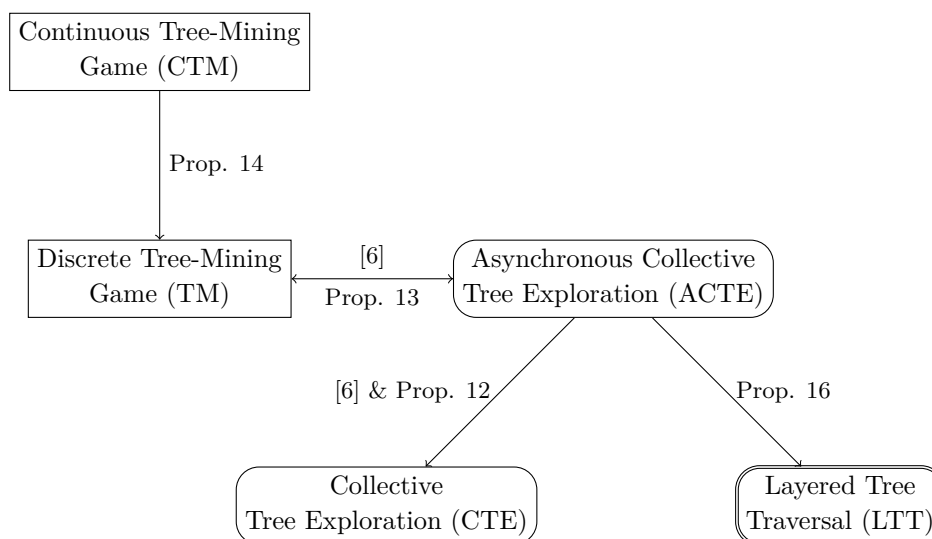 Continuous Tree-Mining
Game (CTM)
Prop. 14
Discrete Tree-Mining
Game (TM)
[6]
Prop. 13
Asynchronous Collective
Tree Exploration (ACTE)
[6] & Prop. 12
Prop. 16
Collective
Tree Exploration (CTE)
Layered Tree
Traversal (LTT)